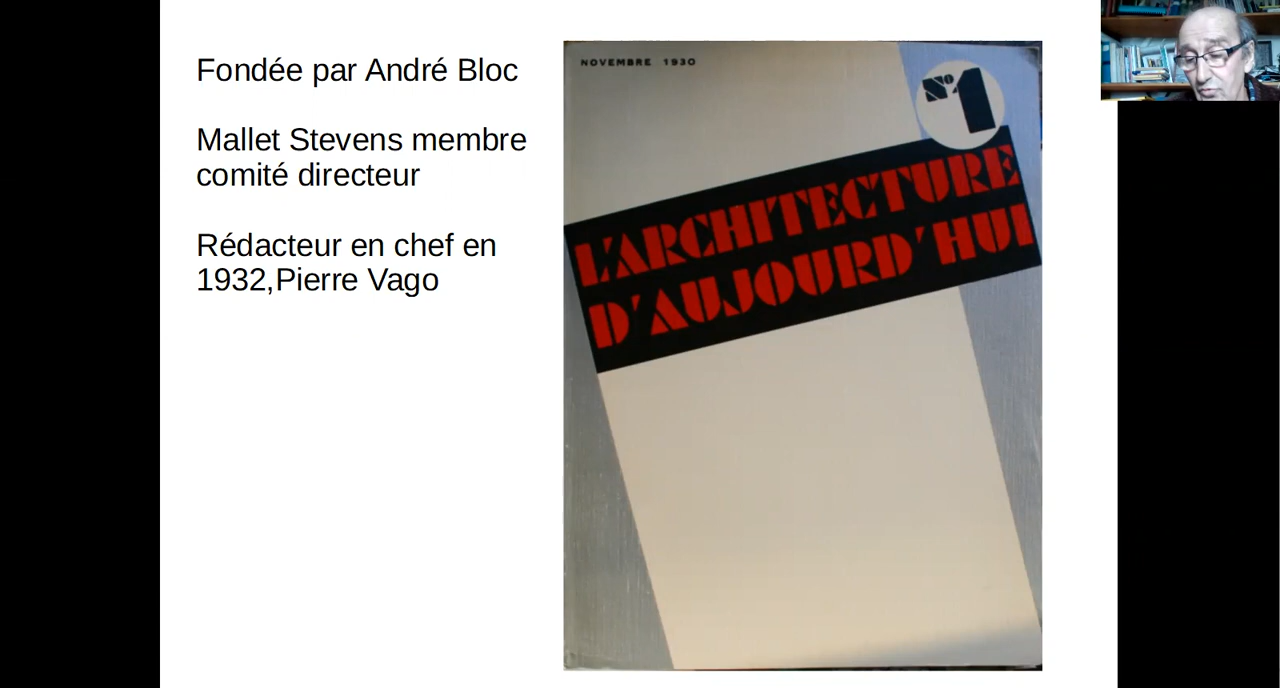 Fondée par André Bloc
Mallet Stevens membre
comité directeur
Rédacteur en chef en
1932,Pierre Vago
NOVEMBRE 1930
No 1
L'ARCHITECTURE
D'AUJOURD'HUI